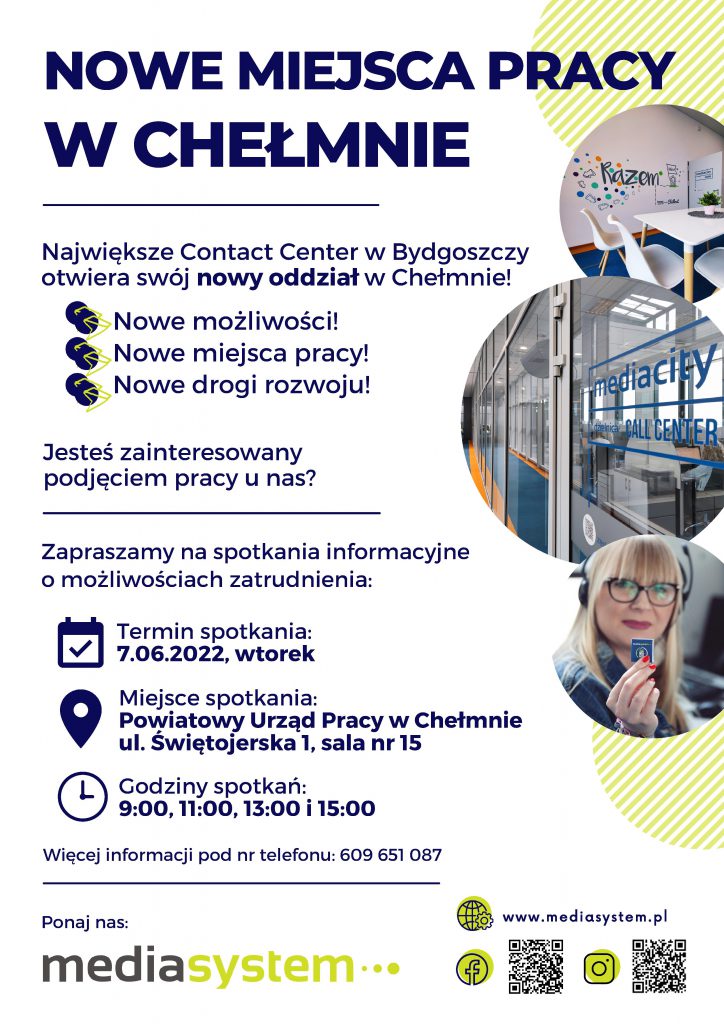 NOWE MIEJSCA PRACY
W CHEŁMNIE
Największe Contact Center w Bydgoszczy
otwiera swój nowy oddział w Chełmnie!
Nowe możliwości!
Nowe miejsca pracy!
Nowe drogi rozwoju!
Jesteś zainteresowany
podjęciem pracy u nas?
Zapraszamy na spotkania informacyjne
o możliwościach zatrudnienia:
Termin spotkania:
7.06.2022, wtorek
Miejsce spotkania:
Powiatowy Urząd Pracy w Chełmnie
ul. Świętojerska 1, sala nr 15
Godziny spotkań:
9:00, 11:00, 13:00 i 15:00
Więcej informacji pod nr telefonu: 609 651 087
Ponaj nas:
mediasystem
www.mediasystem.pl
Razem
mediacity
dzielnica CALL CENTER